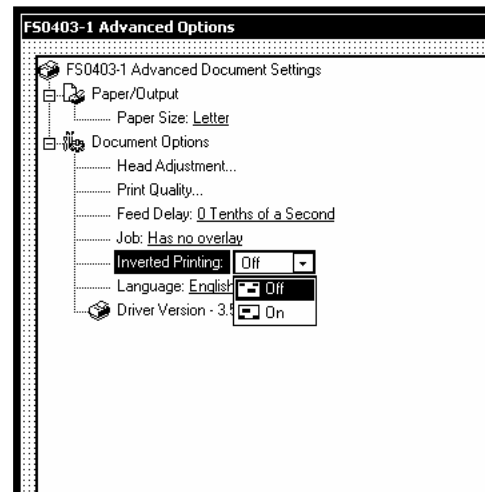 FS0403-1 Advanced Options
FS0403-1 Advanced Document Settings
Paper/Output
Paper Size: Letter
Document Options
Head Adjustment...
Print Quality...
Feed Delay: 0 Tenths of a Second
Job: Has no overlay
Inverted Printing: Off
Language: English
Off
Driver Version - 3.5
On